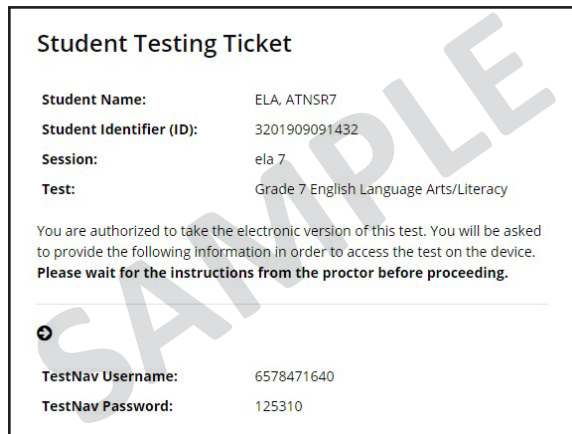 Student Testing Ticket
Student Name: ELA, ATNSR7
Student Identifier (ID): 3201909091432
Session: ela 7
Test: Grade 7 English Language Arts/Literacy
You are authorized to take the electronic version of this test. You will be asked
to provide the following information in order to access the test on the device.
Please wait for the instructions from the proctor before proceeding.
TestNav Username: 6578471640
TestNav Password: 125310
SAMPLE